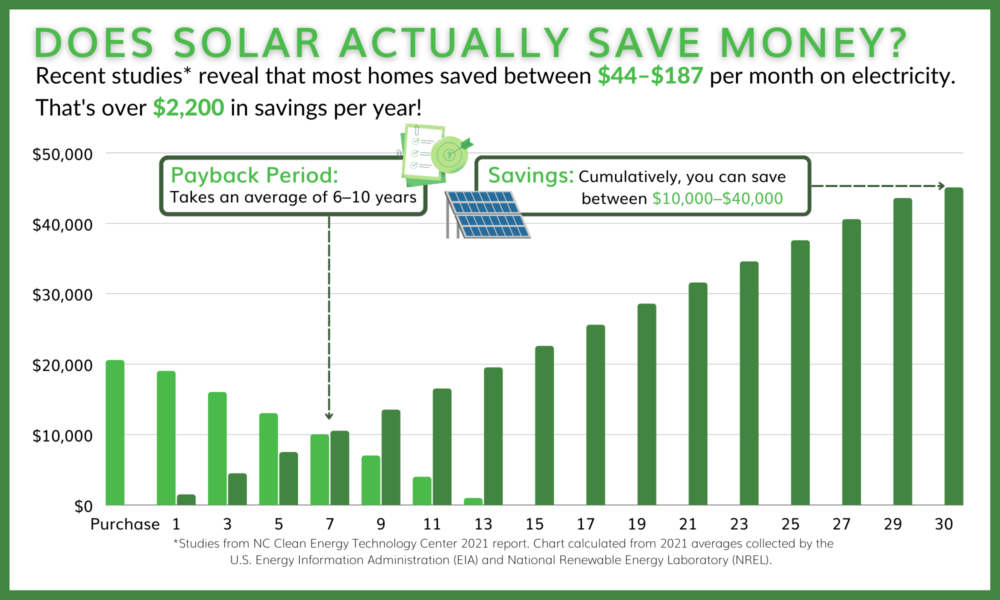 DOES SOLAR ACTUALLY SAVE MONEY?
Recent studies* reveal that most homes saved between $44–$187 per month on electricity.
That's over $2,200 in savings per year!
$50,000
Payback Period:
Takes an average of 6–10 years
Savings: Cumulatively, you can save
between $10,000–$40,000
$40,000
$30,000
$20,000
$10,000
$0
Purchase 1 3 5 7 9 11 13 15 17 19 21 23 25 27 29 30
*Studies from NC Clean Energy Technology Center 2021 report. Chart calculated from 2021 averages collected by the
U.S. Energy Information Administration (EIA) and National Renewable Energy Laboratory (NREL).